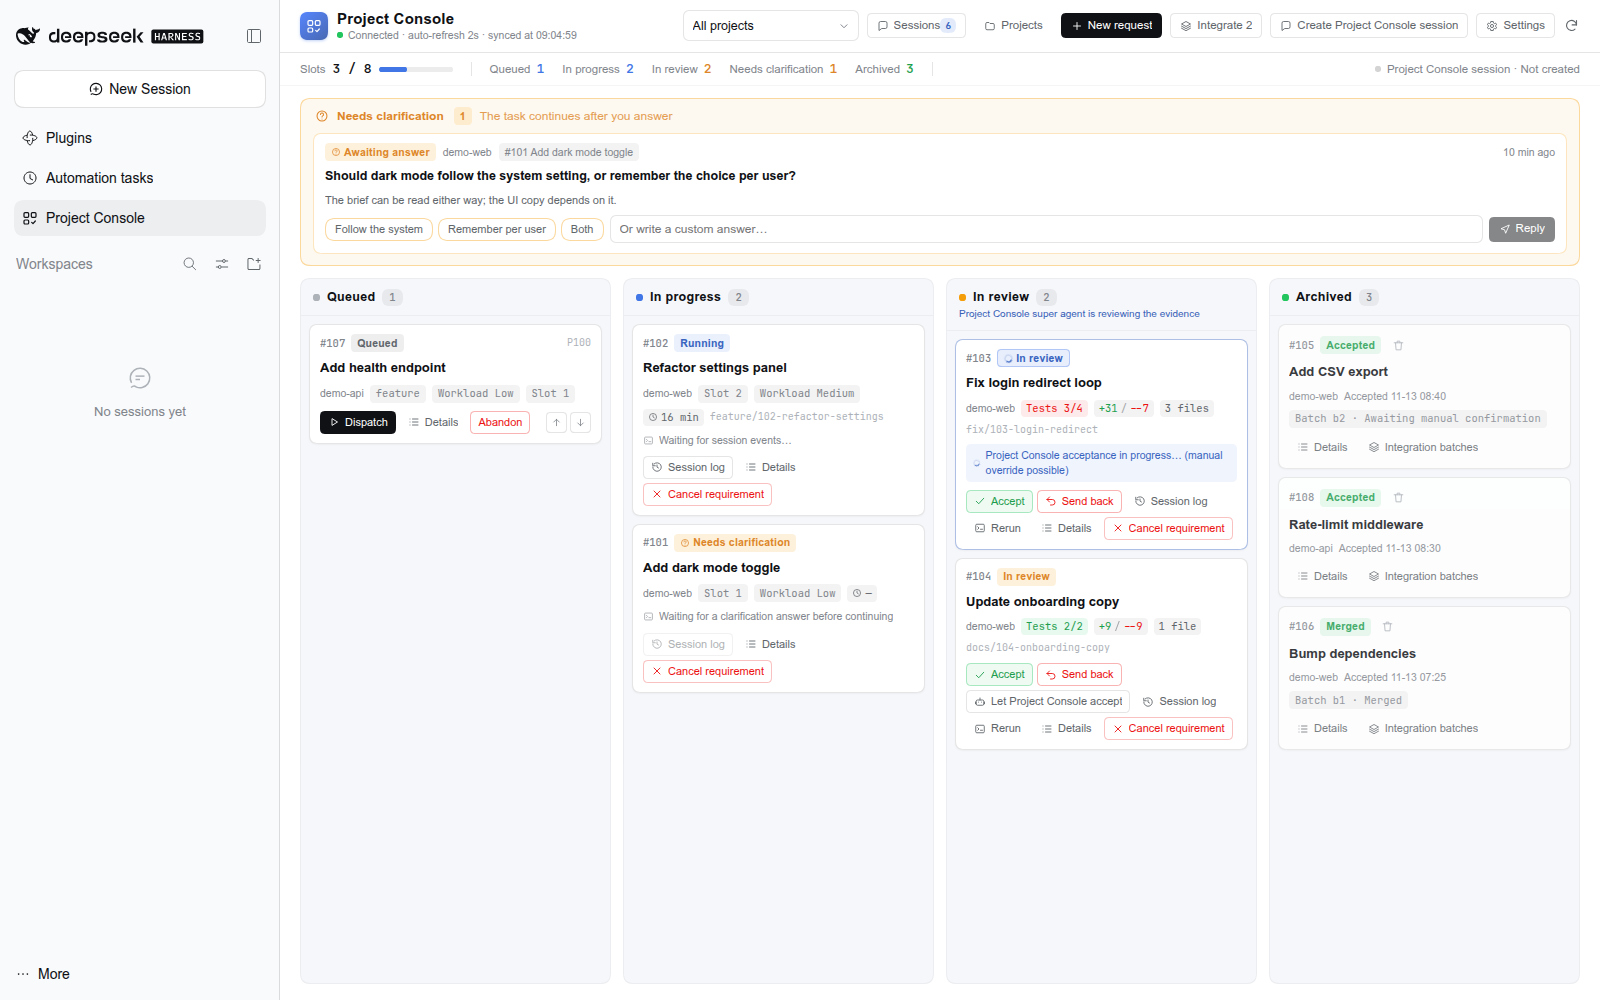 deepseek HARNESS
New Session
Plugins
Automation tasks
Project Console
Workspaces
No sessions yet
More
Project Console
Connected · auto-refresh 2s · synced at 09:04:59
All projects
Sessions 6
Projects
New request
Integrate 2
Create Project Console session
Settings
Slots 3 / 8
Queued 1
In progress 2
In review 2
Needs clarification 1
Archived 3
Project Console session · Not created
Needs clarification 1 The task continues after you answer
Awaiting answer demo-web #101 Add dark mode toggle
10 min ago
Should dark mode follow the system setting, or remember the choice per user?
The brief can be read either way; the UI copy depends on it.
Follow the system
Remember per user
Both
Or write a custom answer…
Reply
Queued 1
#107 Queued P100
Add health endpoint
demo-api feature Workload Low Slot 1
Dispatch Details Abandon
In progress 2
#102 Running
Refactor settings panel
demo-web Slot 2 Workload Medium
16 min feature/102-refactor-settings
Waiting for session events…
Session log Details
Cancel requirement
#101 Needs clarification
Add dark mode toggle
demo-web Slot 1 Workload Low –
Waiting for a clarification answer before continuing
Session log Details
Cancel requirement
In review 2
Project Console super agent is reviewing the evidence
#103 In review
Fix login redirect loop
demo-web Tests 3/4 +31 / −-7 3 files
fix/103-login-redirect
Project Console acceptance in progress… (manual
override possible)
Accept Send back Session log
Rerun Details Cancel requirement
#104 In review
Update onboarding copy
demo-web Tests 2/2 +9 / −-9 1 file
docs/104-onboarding-copy
Accept Send back
Let Project Console accept Session log
Rerun Details Cancel requirement
Archived 3
#105 Accepted
Add CSV export
demo-web Accepted 11-13 08:40
Batch b2 · Awaiting manual confirmation
Details Integration batches
#108 Accepted
Rate-limit middleware
demo-api Accepted 11-13 08:30
Details Integration batches
#106 Merged
Bump dependencies
demo-web Accepted 11-13 07:25
Batch b1 · Merged
Details Integration batches